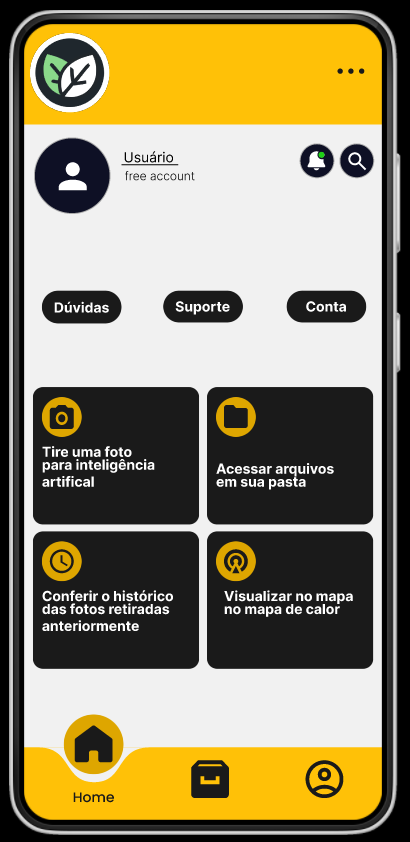 Usuário
free account
Dúvidas
Suporte
Conta
Tire uma foto
para inteligência
artifical
Acessar arquivos
em sua pasta
Conferir o histórico
das fotos retiradas
anteriormente
Visualizar no mapa
no mapa de calor
Home